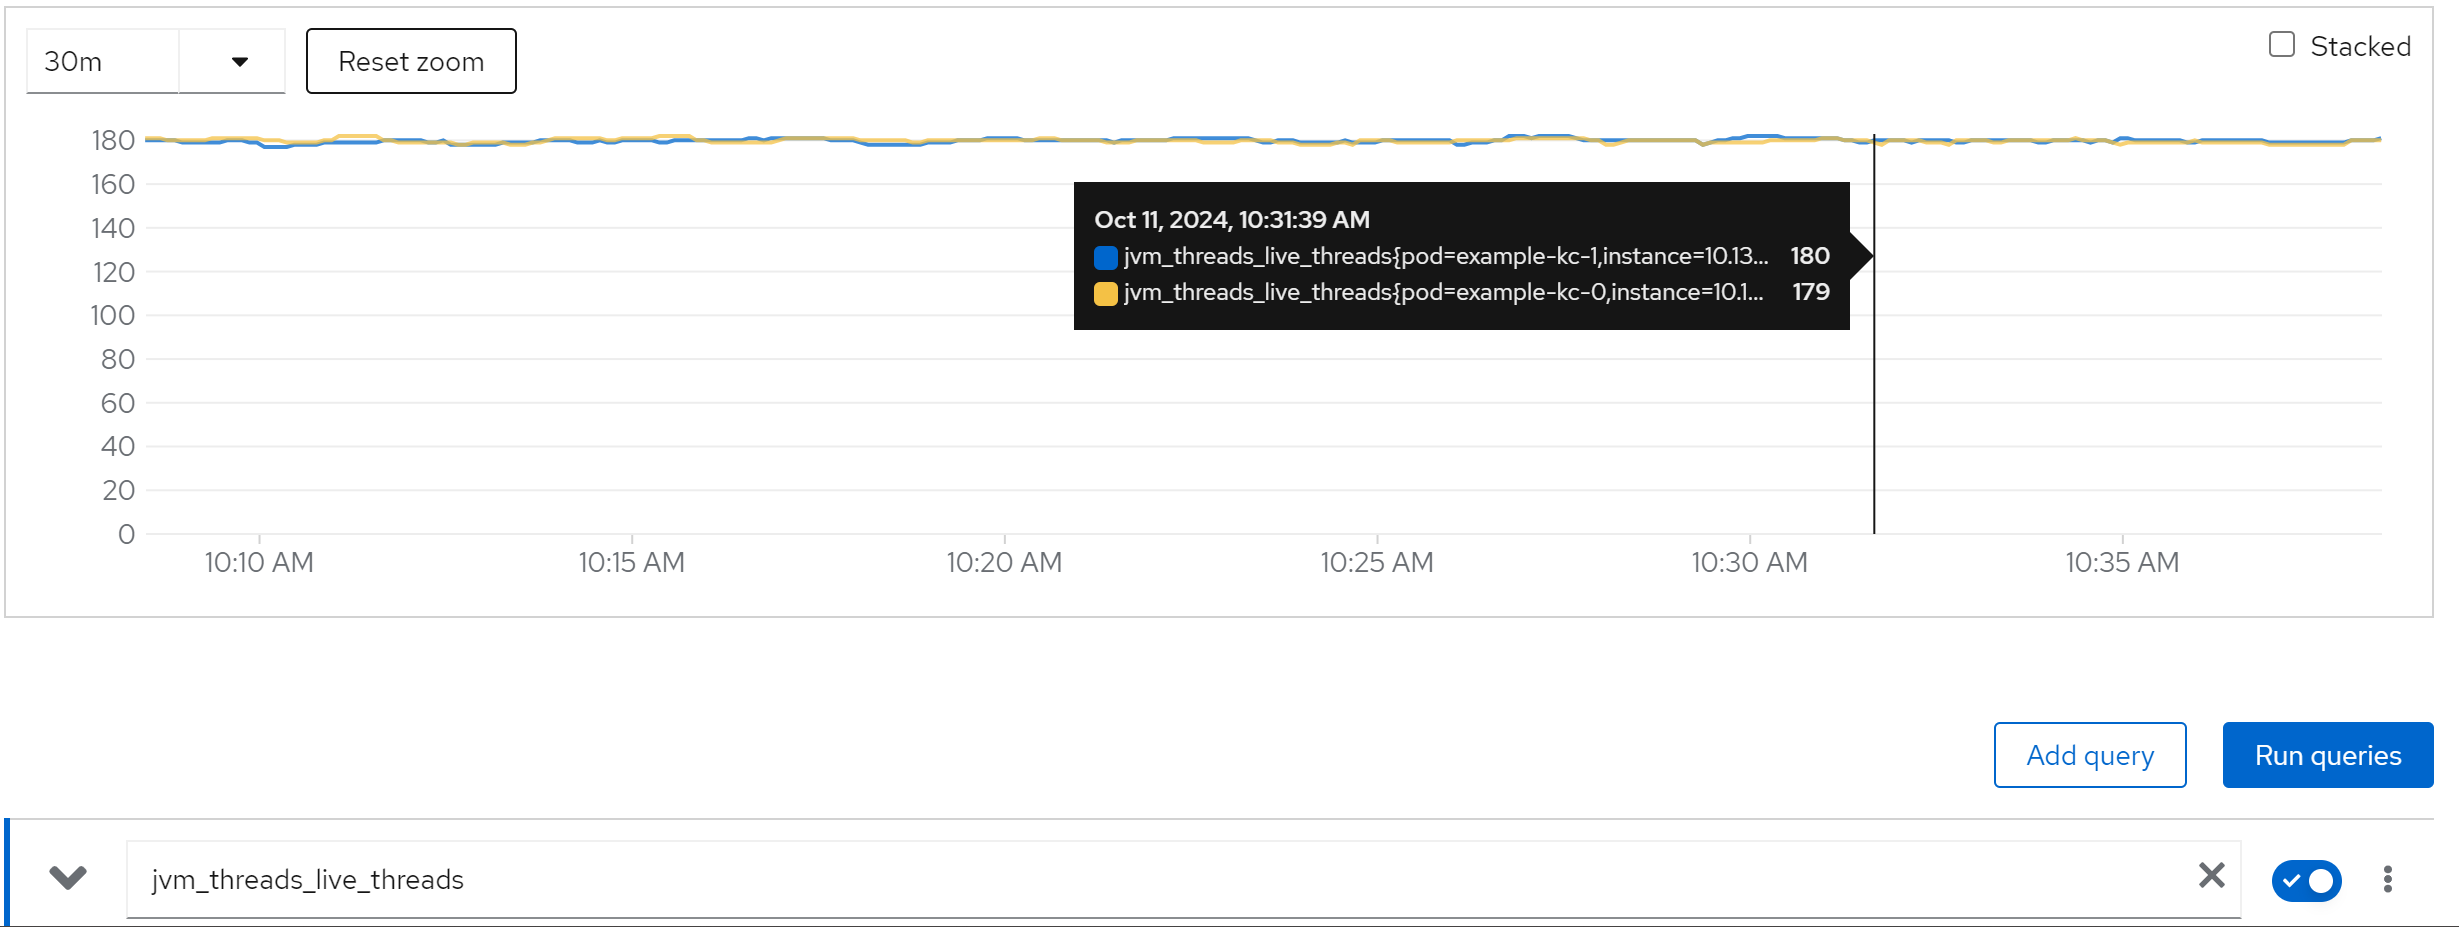 30m
Reset zoom
Stacked
180
160
140
120
100
80
60
40
20
0
Oct 11, 2024, 10:31:39 AM
jvm_threads_live_threads{pod=example-kc-1,instance=10.13... 180
jvm_threads_live_threads{pod=example-kc-0,instance=10.1... 179
10:10 AM 10:15 AM 10:20 AM 10:25 AM 10:30 AM 10:35 AM
Add query
Run queries
jvm_threads_live_threads